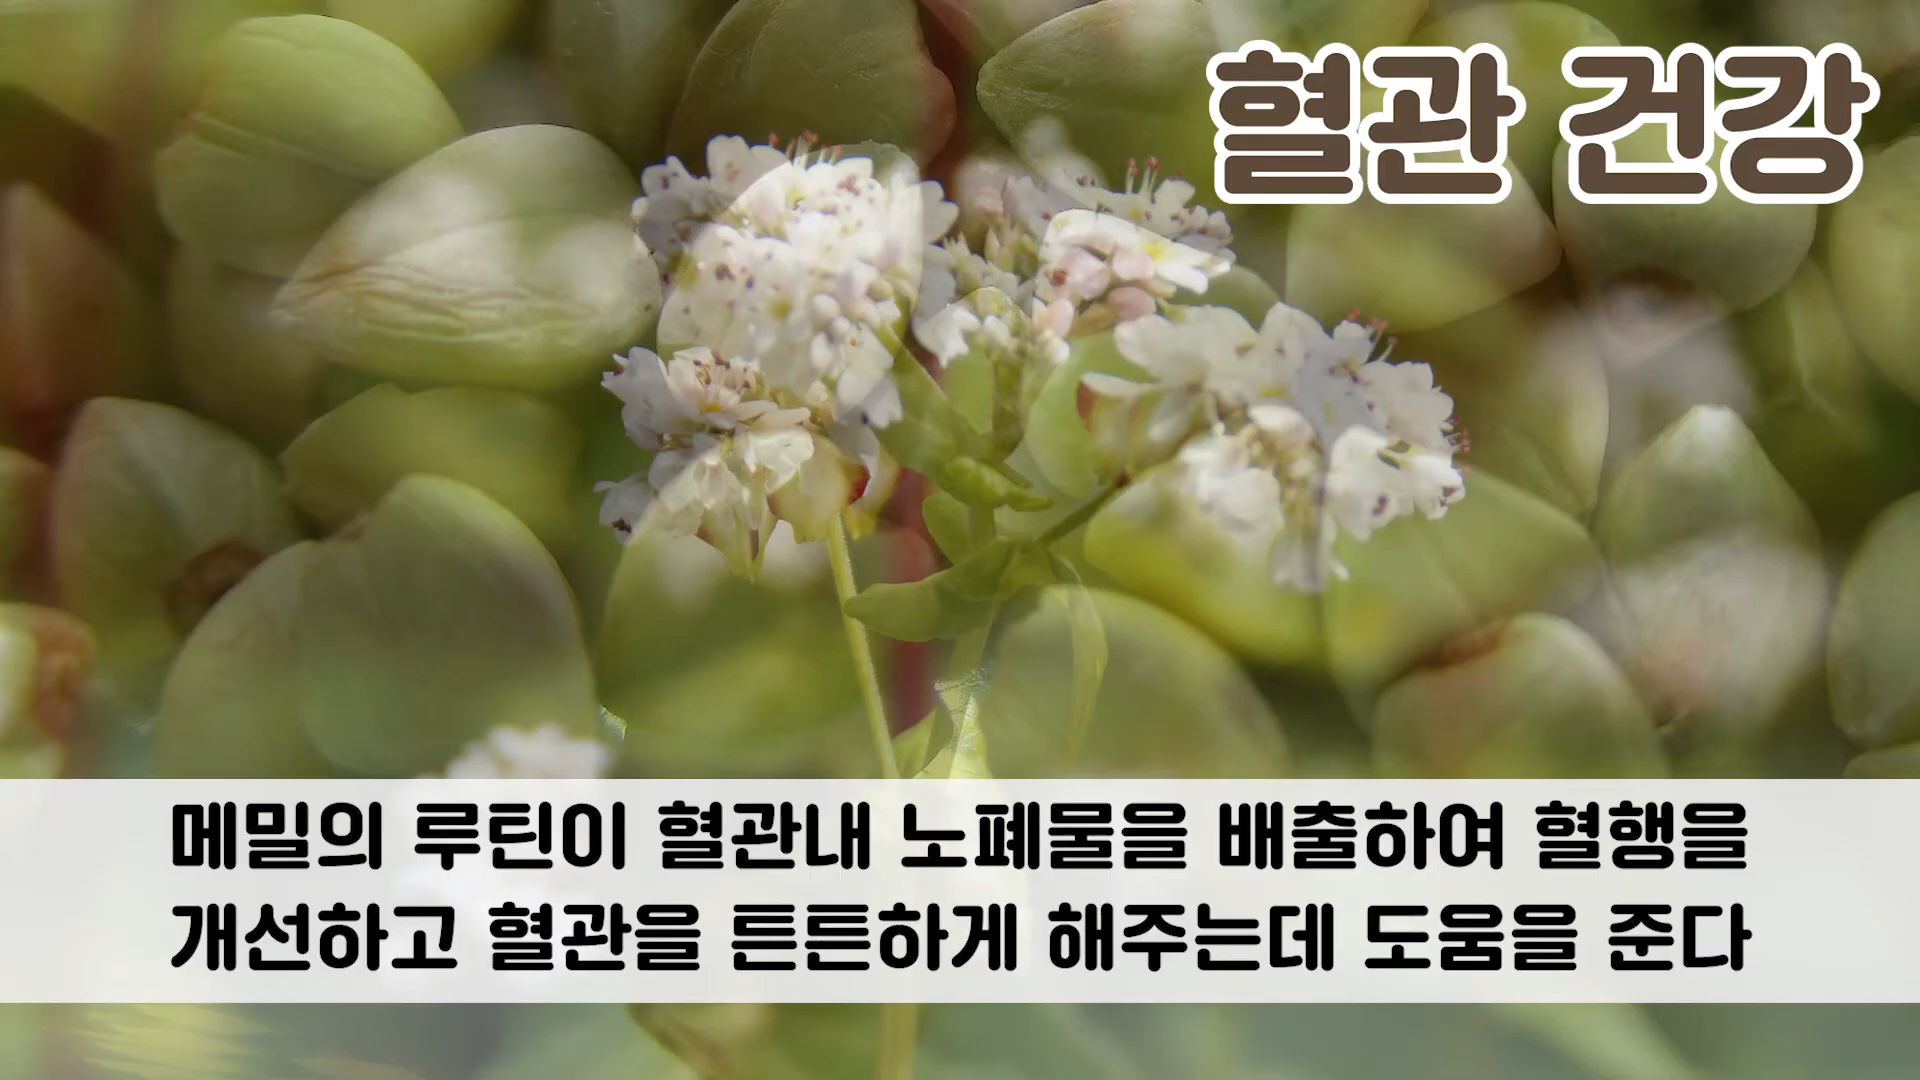 혈관 건강
메밀의 루틴이 혈관내 노폐물을 배출하여 혈행을
개선하고 혈관을 튼튼하게 해주는데 도움을 준다